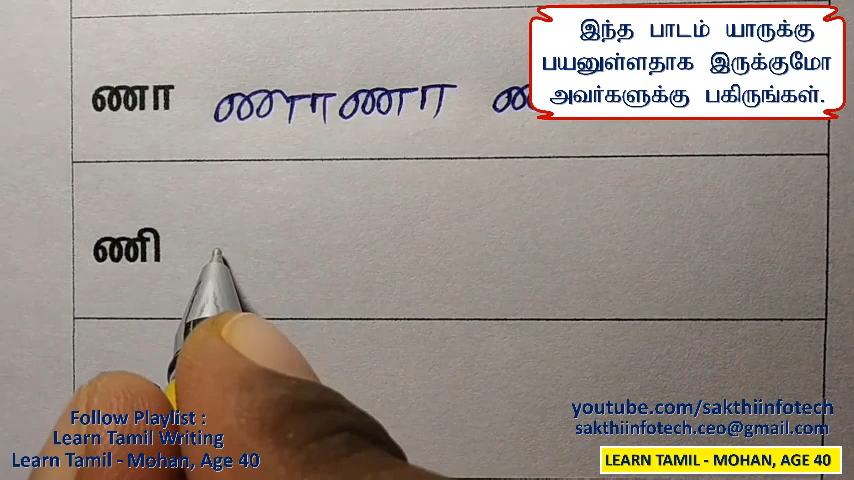 இந்த பாடம் யாருக்கு
பயனுள்ளதாக இருக்குமோ
அவர்களுக்கு பகிருங்கள்.
ணா ணா ணா
ணி
Follow Playlist :
Learn Tamil Writing
Learn Tamil - Mohan, Age 40
youtube.com/sakthiinfotech
sakthiinfotech.ceo@gmail.com
LEARN TAMIL - MOHAN, AGE 40